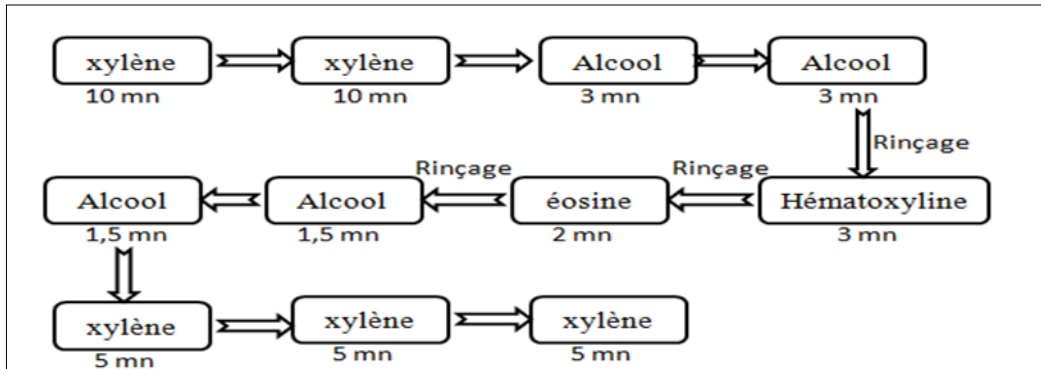 xylène xylène Alcool Alcool
10 mn 10 mn 3 mn 3 mn
Rinçage
Rinçage Rinçage
Hématoxyline éosine Alcool Alcool
3 mn 2 mn 1,5 mn 1,5 mn
xylène xylène xylène
5 mn 5 mn 5 mn